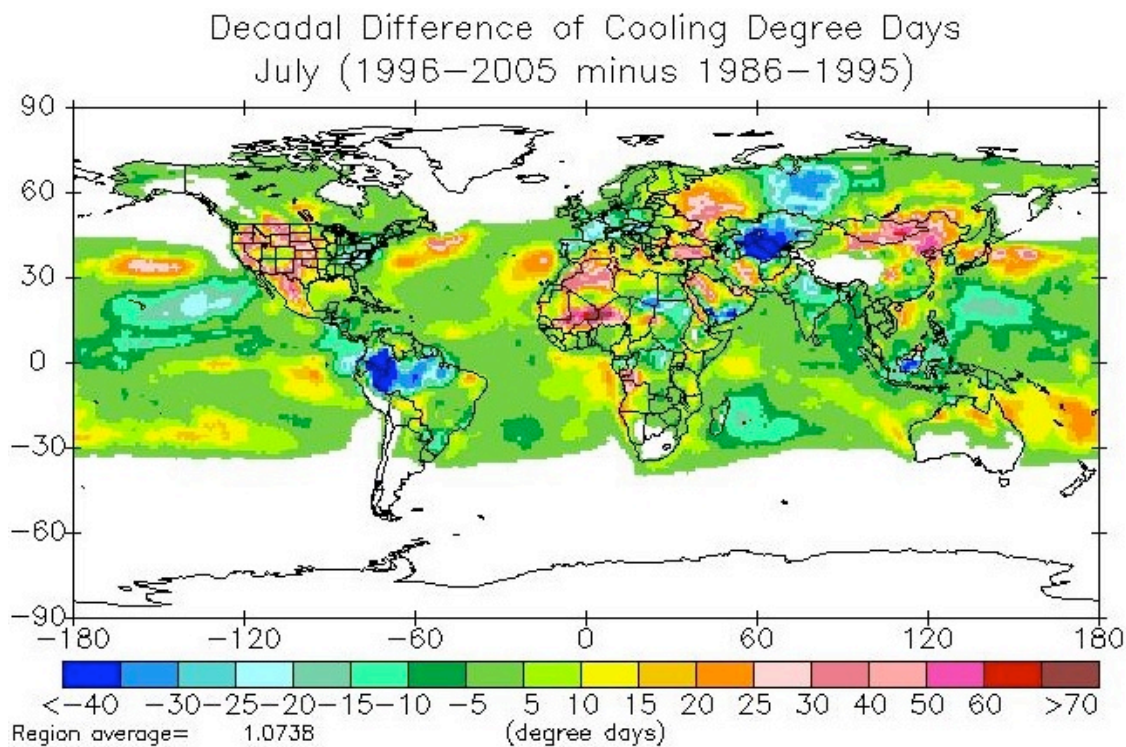 Decadal Difference of Cooling Degree Days
July (1996-2005 minus 1986-1995)
90
60
30
0
-30
-60
-90
-180 -120 -60 0 60 120 180
<-40 -30 -25 -20 -15 -10 -5 5 10 15 20 25 30 40 50 60 >70
Region average= 1.0738 (degree days)